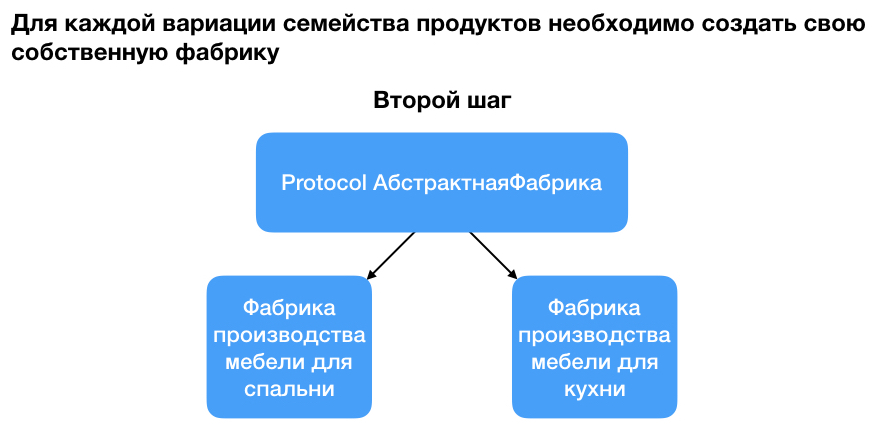 Для каждой вариации семейства продуктов необходимо создать свою
собственную фабрику
Второй шаг
Protocol АбстрактнаяФабрика
Фабрика
производства
мебели для
спальни
Фабрика
производства
мебели для
кухни